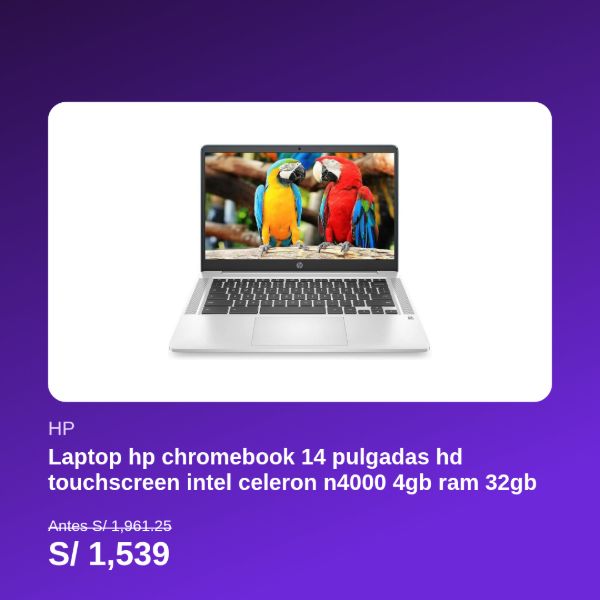 HP
Laptop hp chromebook 14 pulgadas hd
touchscreen intel celeron n4000 4gb ram 32gb
Antes S/ 1,961.25
S/ 1,539